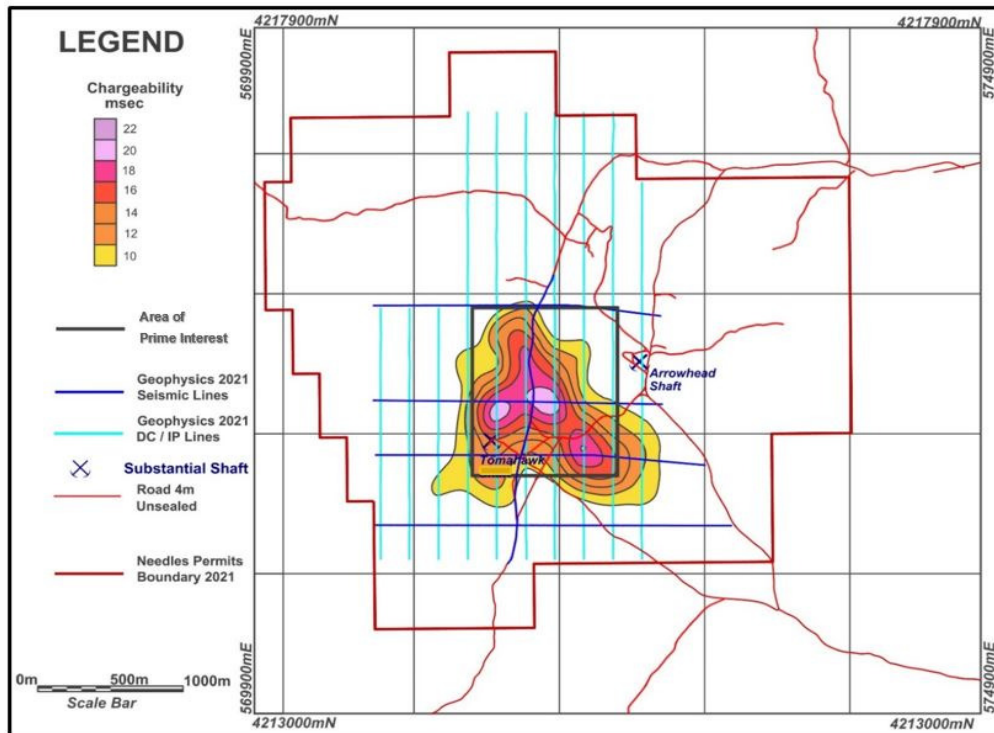 LEGEND
Chargeability
msec
22
20
18
16
14
12
10
Area of
Prime Interest
Geophysics 2021
Seismic Lines
Geophysics 2021
DC / IP Lines
Substantial Shaft
Road 4m
Unsealed
Needles Permits
Boundary 2021
0m 500m 1000m
Scale Bar
4217900mN
4217900mN
569900mE
574900mE
Arrowhead
Shaft
Tomahawk
569900mE
574900mE
4213000mN
4213000mN